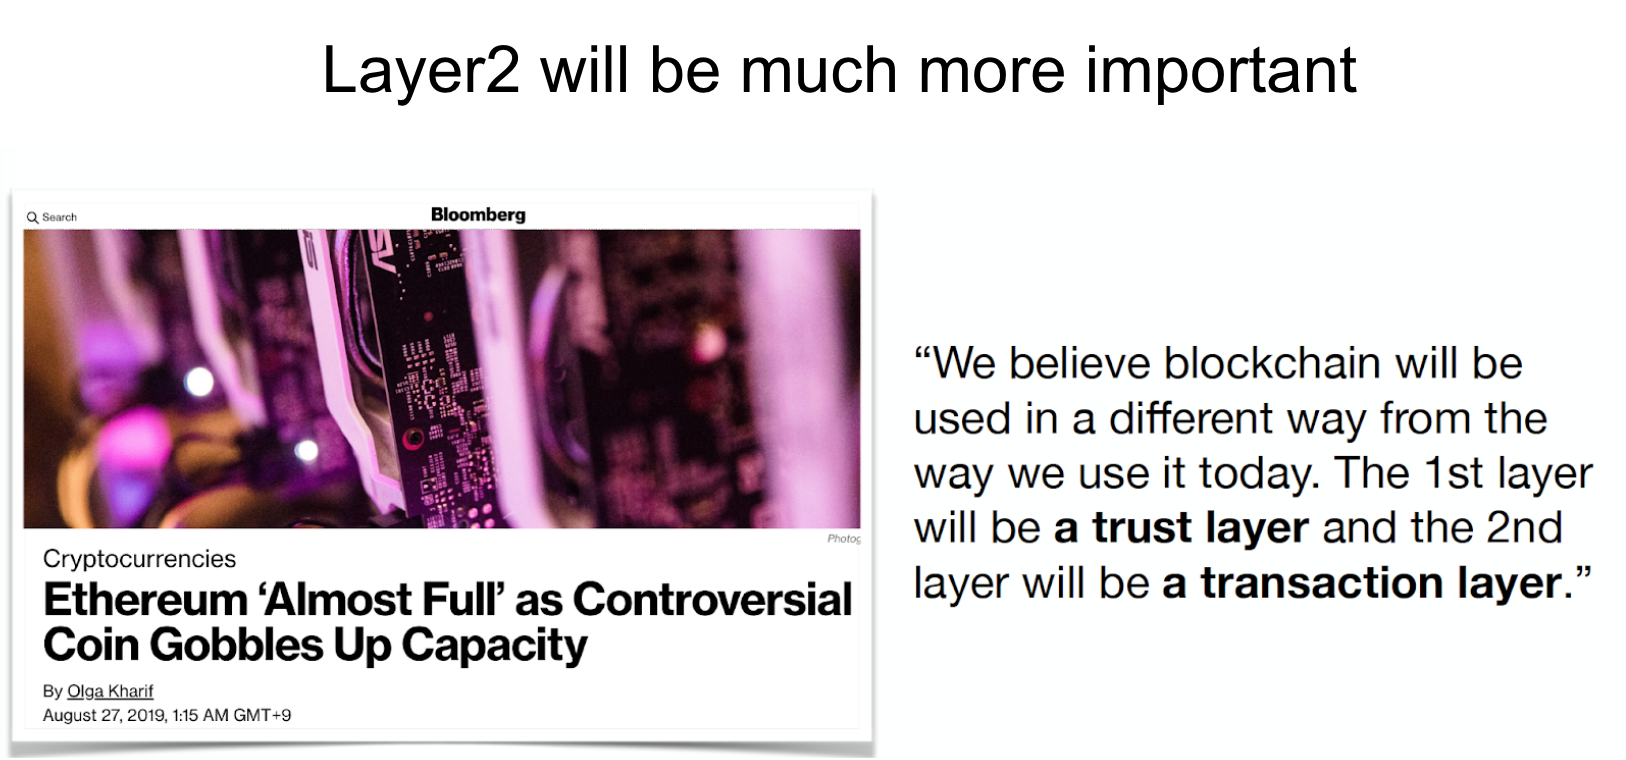 Layer2 will be much more important
Search
Bloomberg
Cryptocurrencies
Ethereum ‘Almost Full’ as Controversial
Coin Gobbles Up Capacity
By Olga Kharif
August 27, 2019, 1:15 AM GMT+9
“We believe blockchain will be
used in a different way from the
way we use it today. The 1st layer
will be a trust layer and the 2nd
layer will be a transaction layer.”